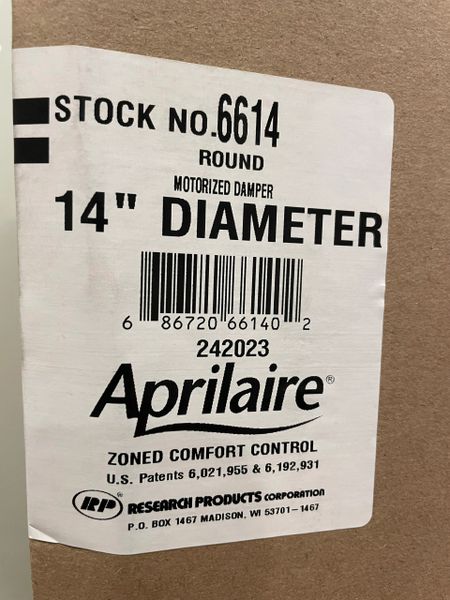 STOCK NO.6614
ROUND
MOTORIZED DAMPER
14" DIAMETER
6 86720 66140 2
242023
Aprilaire®
ZONED COMFORT CONTROL
U.S. Patents 6,021,955 & 6,192,931
RP® RESEARCH PRODUCTS CORPORATION
P.O. BOX 1467 MADISON, WI 53701-1467